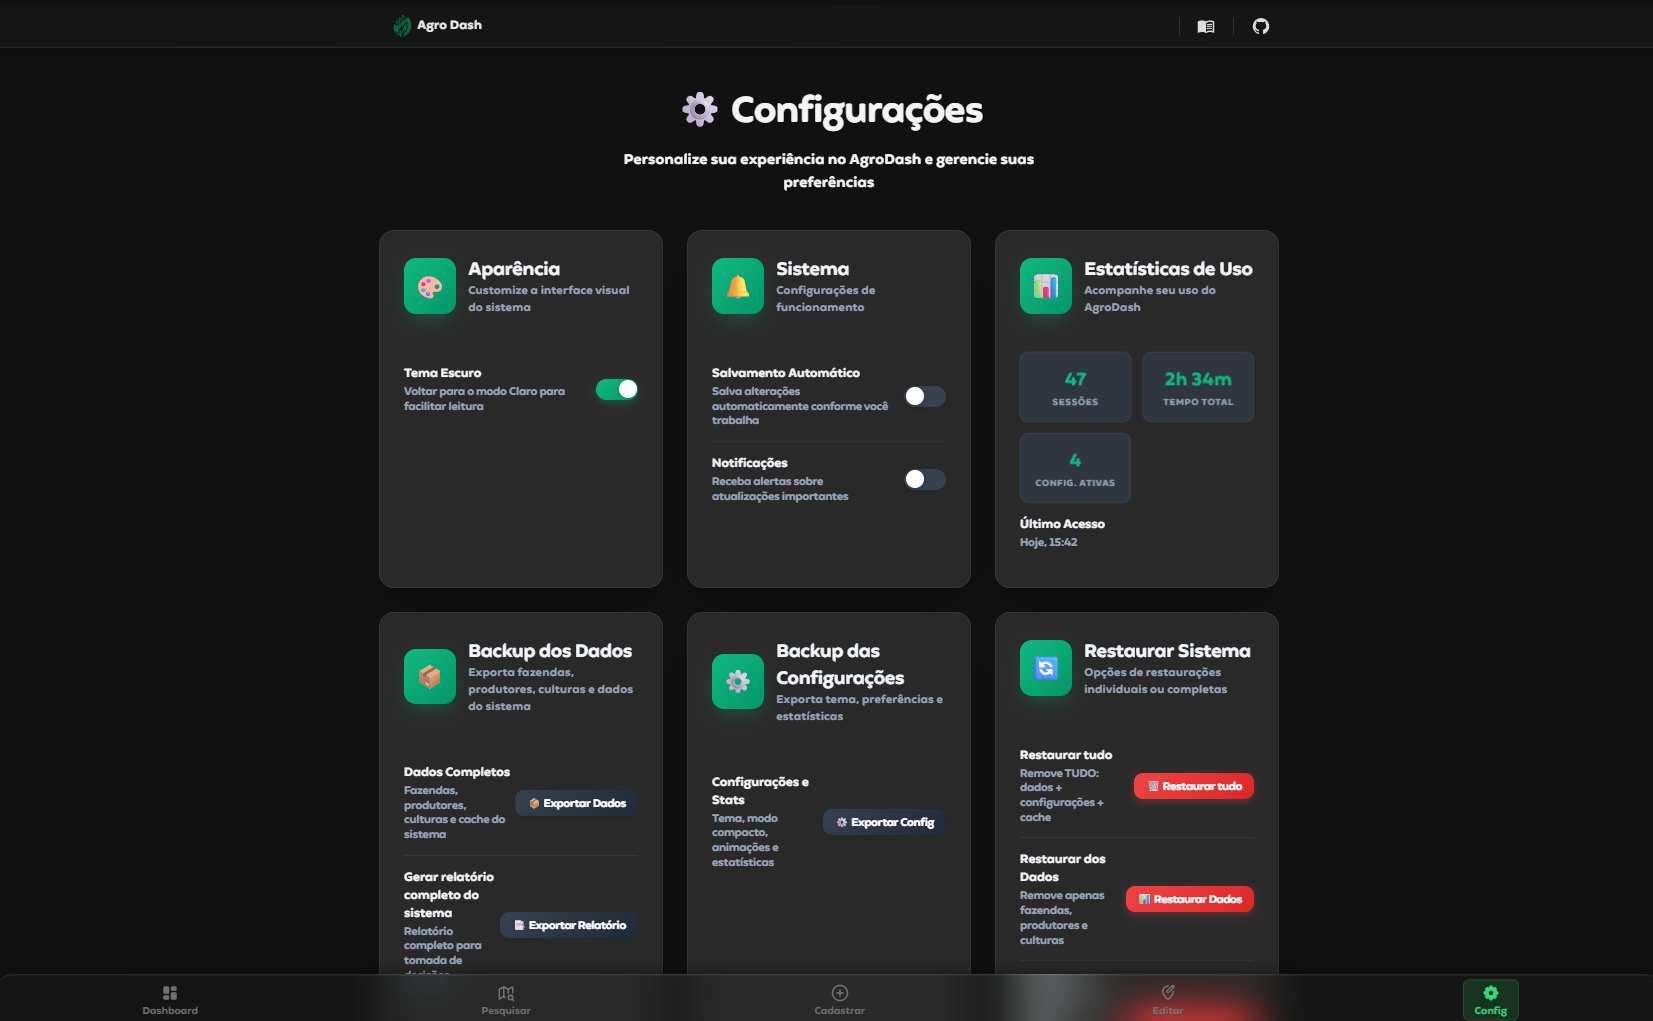 Agro Dash
Configurações
Personalize sua experiência no AgroDash e gerencie suas
preferências
Aparência
Customize a interface visual
do sistema
Tema Escuro
Voltar para o modo Claro para
facilitar leitura
Sistema
Configurações de
funcionamento
Salvamento Automático
Salva alterações
automaticamente conforme você
trabalha
Notificações
Receba alertas sobre
atualizações importantes
Estatísticas de Uso
Acompanhe seu uso do
AgroDash
47
SESSÕES
2h 34m
TEMPO TOTAL
4
CONFIG. ATIVAS
Último Acesso
Hoje, 15:42
Backup dos Dados
Exporta fazendas,
produtores, culturas e dados
do sistema
Dados Completos
Fazendas,
produtores,
culturas e cache do
sistema
Exportar Dados
Gerar relatório
completo do
sistema
Relatório
completo para
tomada de
decisões
Exportar Relatório
Backup das
Configurações
Exporta tema, preferências e
estatísticas
Configurações e
Stats
Tema, modo
compacto,
animações e
estatísticas
Exportar Config
Restaurar Sistema
Opções de restaurações
individuais ou completas
Restaurar tudo
Remove TUDO:
dados +
configurações +
cache
Restaurar tudo
Restaurar dos
Dados
Remove apenas
fazendas,
produtores e
culturas
Restaurar Dados
Dashboard
Pesquisar
Cadastrar
Editar
Config